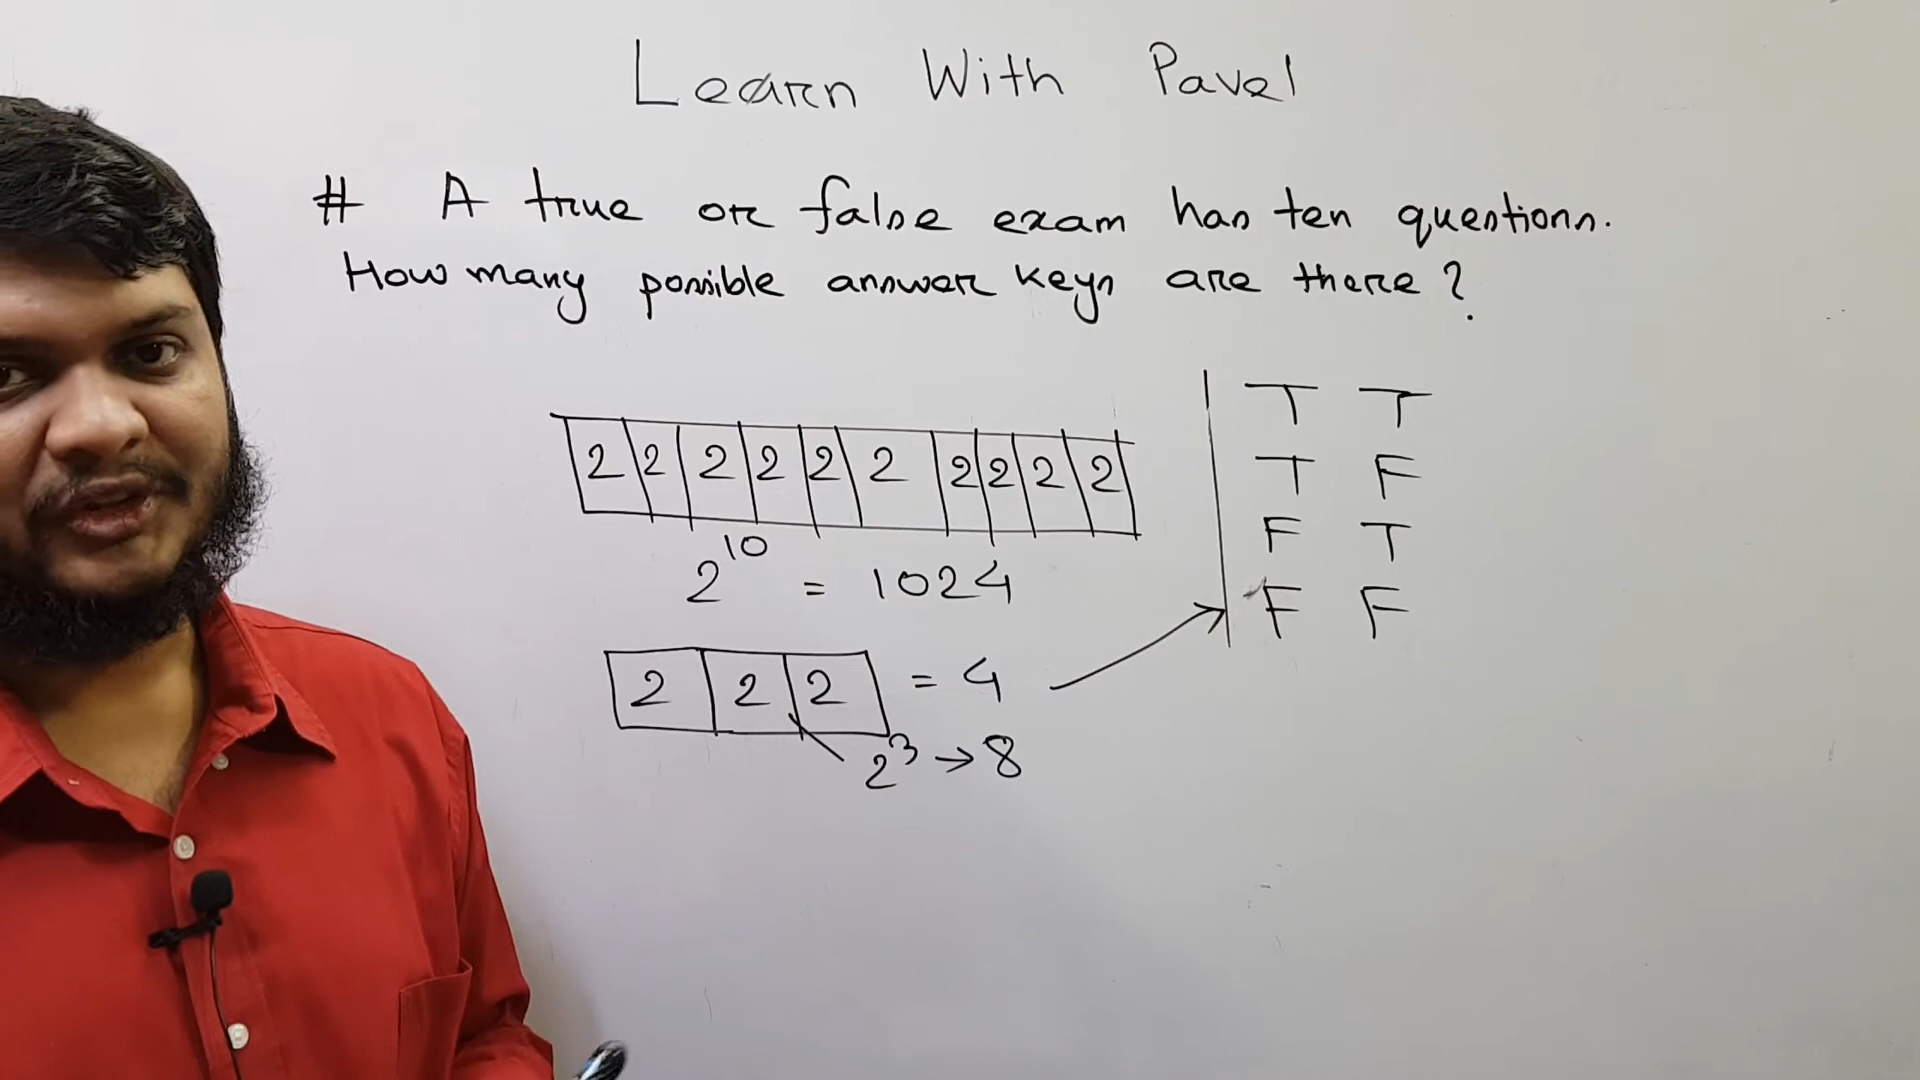 Learn With Pavel
# A true or false exam has ten questions.
How many possible answer keys are there?
2 2 2 2 2 2 2 2 2 2
2^10 = 1024
2 2 2 = 4
2^3 → 8
T T
T F
F T
F F